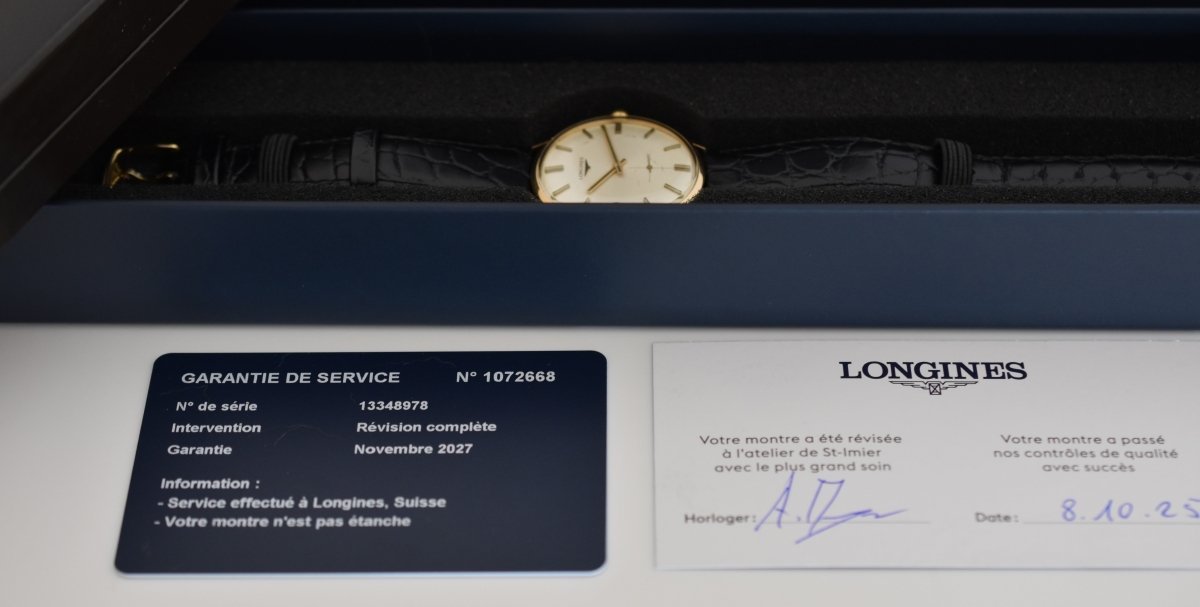 LONGINES
GARANTIE DE SERVICE N° 1072668
N° de série 13348978
Intervention Révision complète
Garantie Novembre 2027
Information :
- Service effectué à Longines, Suisse
- Votre montre n'est pas étanche
LONGINES
Votre montre a été révisée
à l'atelier de St-Imier
avec le plus grand soin
Horloger:
Votre montre a passé
nos contrôles de qualité
avec succès
Date: 8.10.25